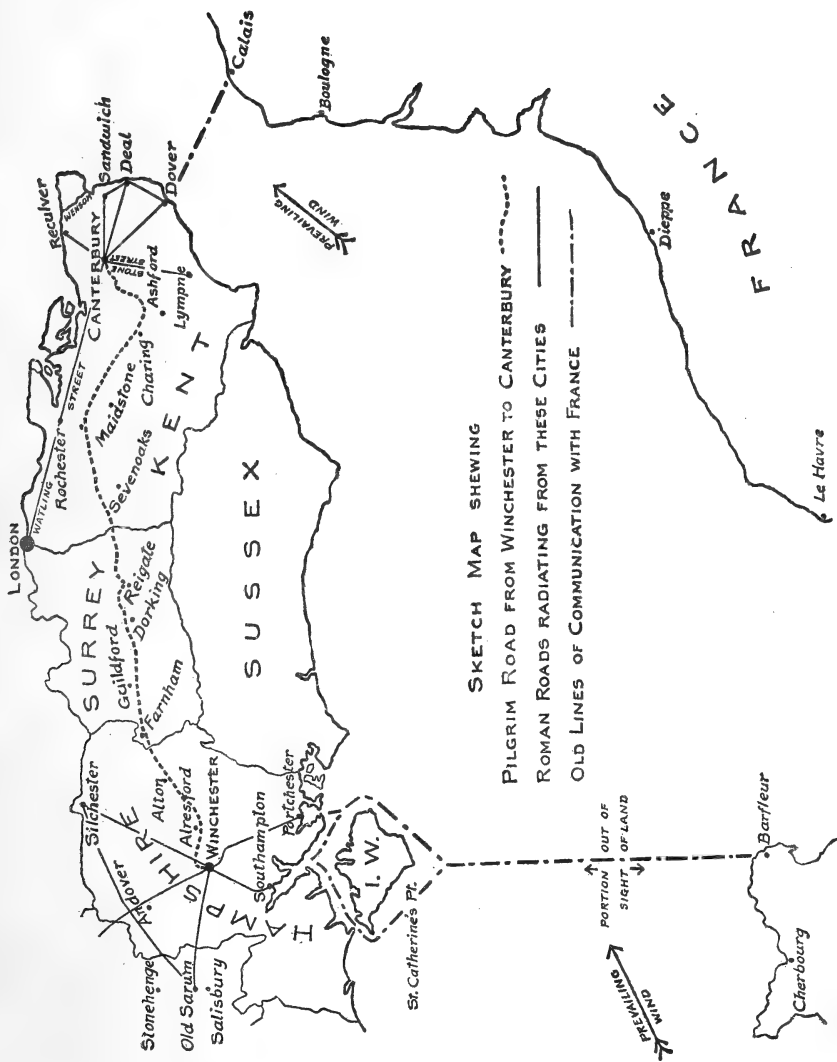 LONDON
WATLING STREET
Rochester
Reculver
WENSOM
Sandwich
Deal
CANTERBURY
STONE
STREET
Dover
Ashford
Lympne
Charing
Maidstone
Sevenoaks
KENT
SURREY
Guildford
Reigate
Dorking
Farnham
SUSSEX
Silchester
Alton
Alresford
WINCHESTER
Andover
HAMPSHIRE
Southampton
Portchester
Stonehenge
Old Sarum
Salisbury
I.W.
St. Catherine's Pt.
Calais
Boulogne
PREVAILING
WIND
Dieppe
FRANCE
Le Havre
SKETCH MAP SHEWING
PILGRIM ROAD FROM WINCHESTER TO CANTERBURY
ROMAN ROADS RADIATING FROM THESE CITIES
OLD LINES OF COMMUNICATION WITH FRANCE
PORTION OUT OF
SIGHT OF LAND
Barfleur
Cherbourg
PREVAILING
WIND